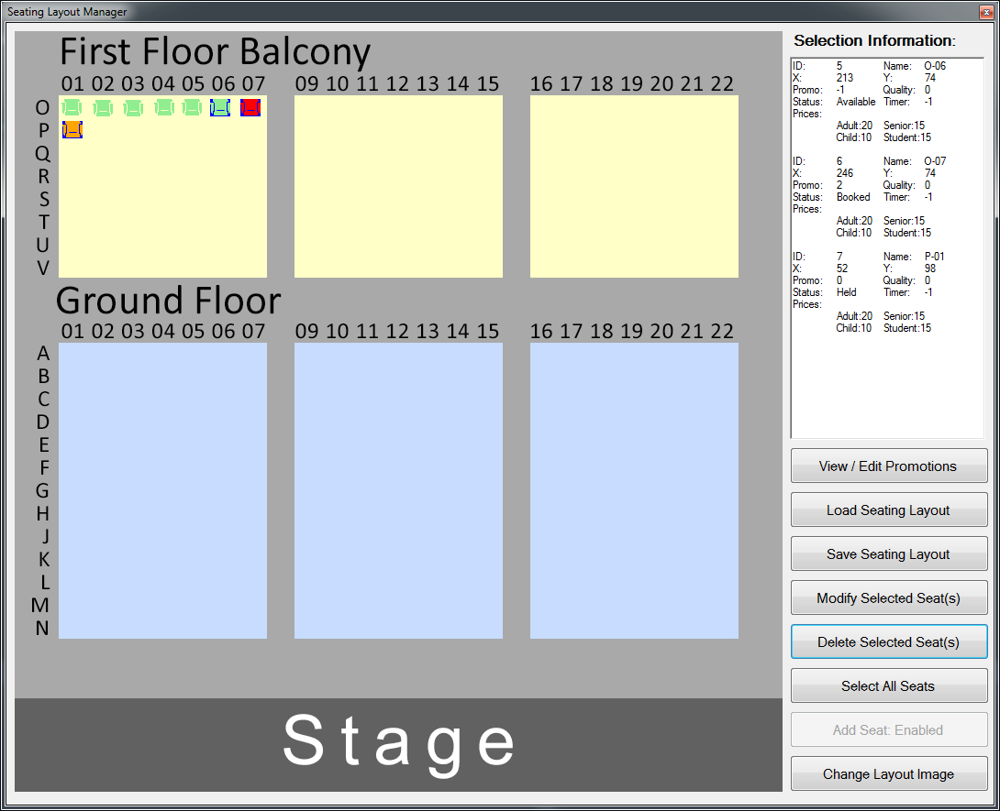 Seating Layout Manager
First Floor Balcony
01 02 03 04 05 06 07 09 10 11 12 13 14 15 16 17 18 19 20 21 22
O
P
Q
R
S
T
U
V
Ground Floor
01 02 03 04 05 06 07 09 10 11 12 13 14 15 16 17 18 19 20 21 22
A
B
C
D
E
F
G
H
J
K
L
M
N
Stage
Selection Information:
ID: 5 Name: O-06
X: 213 Y: 74
Promo: -1 Quality: 0
Status: Available Timer: -1
Prices:
Adult:20 Senior:15
Child:10 Student:15
ID: 6 Name: O-07
X: 246 Y: 74
Promo: 2 Quality: 0
Status: Booked Timer: -1
Prices:
Adult:20 Senior:15
Child:10 Student:15
ID: 7 Name: P-01
X: 52 Y: 98
Promo: 0 Quality: 0
Status: Held Timer: -1
Prices:
Adult:20 Senior:15
Child:10 Student:15
View / Edit Promotions
Load Seating Layout
Save Seating Layout
Modify Selected Seat(s)
Delete Selected Seat(s)
Select All Seats
Add Seat: Enabled
Change Layout Image